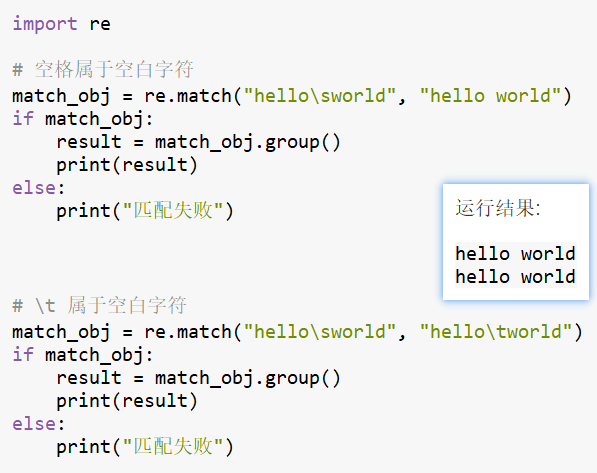 import re
# 空格属于空白字符
match_obj = re.match("hello\sworld", "hello world")
if match_obj:
    result = match_obj.group()
    print(result)
else:
    print("匹配失败")
运行结果:
hello world
hello world
# \t 属于空白字符
match_obj = re.match("hello\sworld", "hello\tworld")
if match_obj:
    result = match_obj.group()
    print(result)
else:
    print("匹配失败")